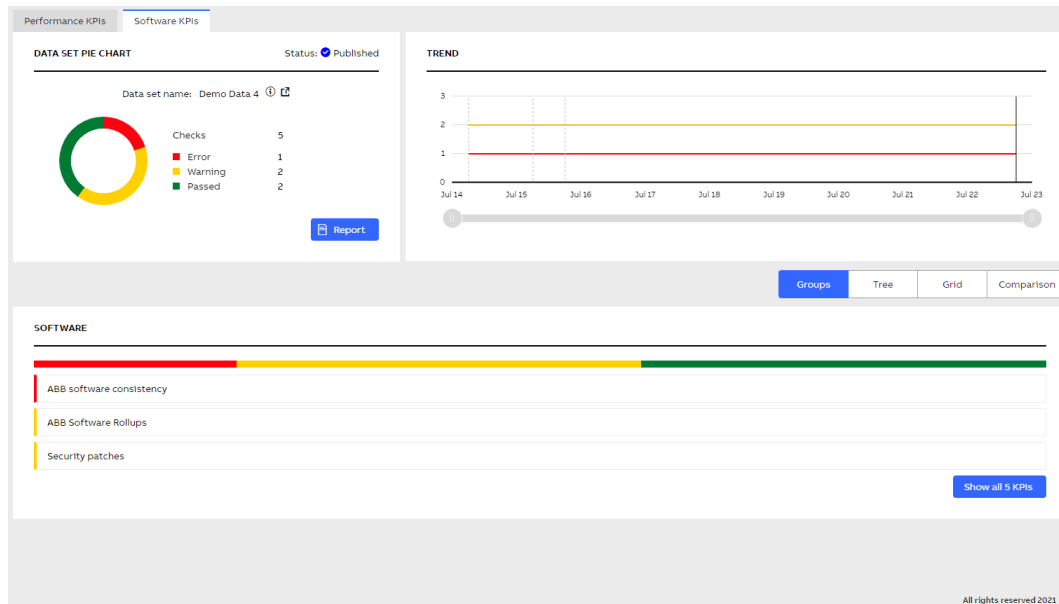 Performance KPIs Software KPIs
DATA SET PIE CHART Status: Published
Data set name: Demo Data 4
Checks 5
Error 1
Warning 2
Passed 2
Report
TREND
3
2
1
0
Jul 14 Jul 15 Jul 16 Jul 17 Jul 18 Jul 19 Jul 20 Jul 21 Jul 22 Jul 23
Groups Tree Grid Comparison
SOFTWARE
ABB software consistency
ABB Software Rollups
Security patches
Show all 5 KPIs
All rights reserved 2021